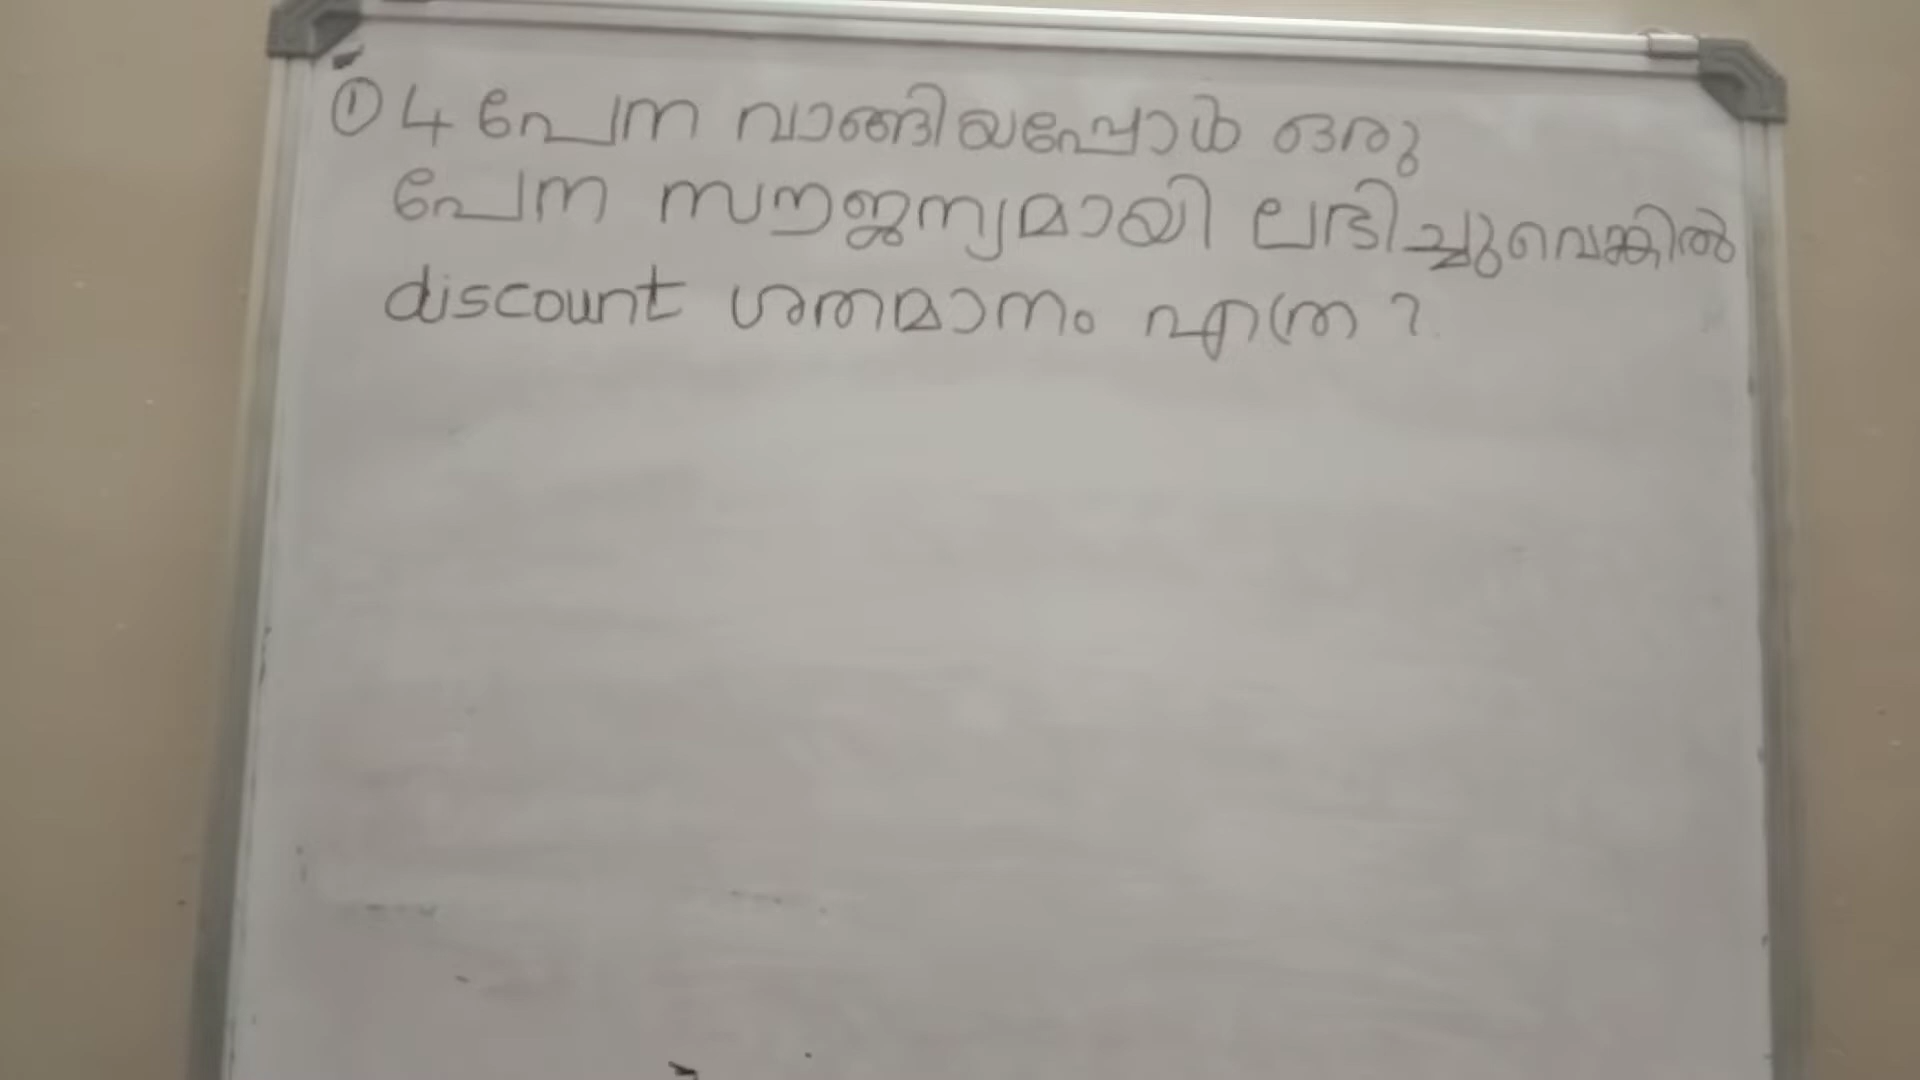 ① 4 പേന വാങ്ങിയപ്പോൾ ഒരു
പേന സൗജന്യമായി ലഭിച്ചുവെങ്കിൽ
discount ശതമാനം എത്ര ?